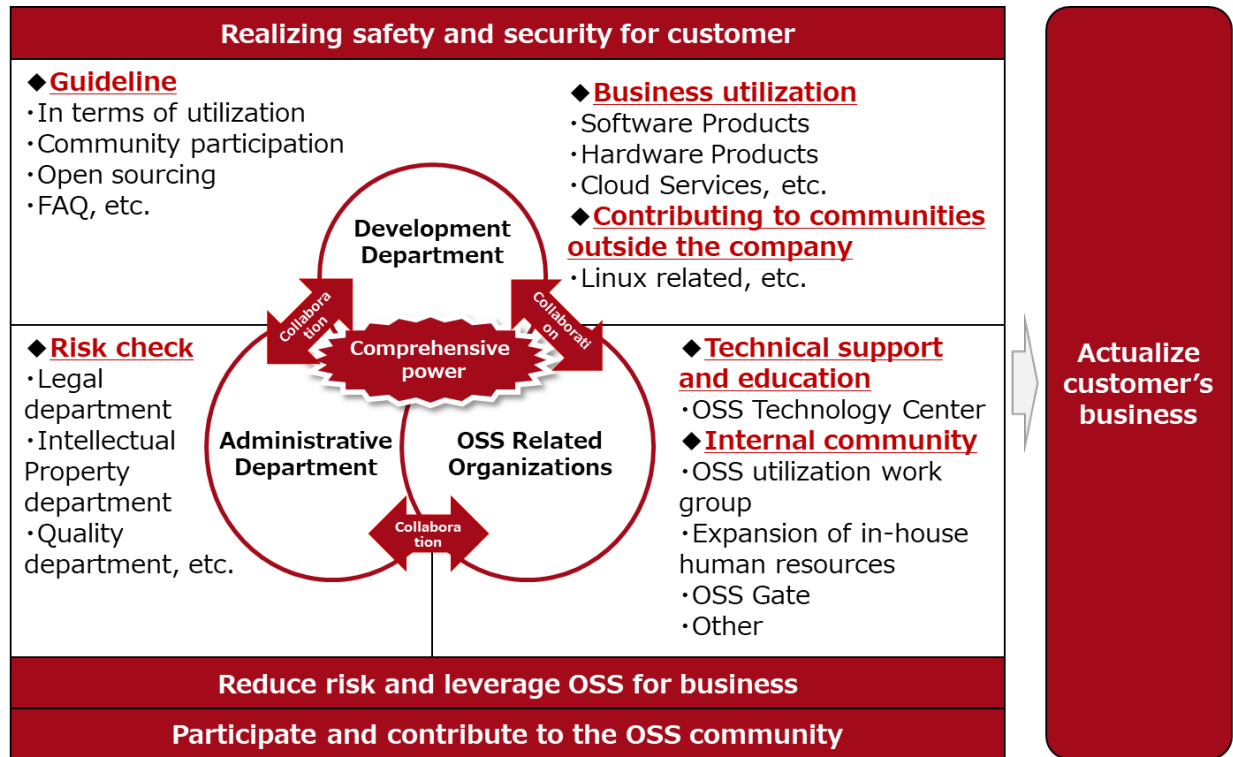 Realizing safety and security for customer
◆Guideline
･In terms of utilization
･Community participation
･Open sourcing
･FAQ, etc.
◆Business utilization
･Software Products
･Hardware Products
･Cloud Services, etc.
◆Contributing to communities
outside the company
･Linux related, etc.
Development
Department
Collabora
tion
Collaborati
on
Comprehensive
power
◆Risk check
･Legal
department
･Intellectual
Property
department
･Quality
department, etc.
Administrative
Department
OSS Related
Organizations
Collabora
tion
◆Technical support
and education
･OSS Technology Center
◆Internal community
･OSS utilization work
group
･Expansion of in-house
human resources
･OSS Gate
･Other
Reduce risk and leverage OSS for business
Participate and contribute to the OSS community
Actualize
customer’s
business